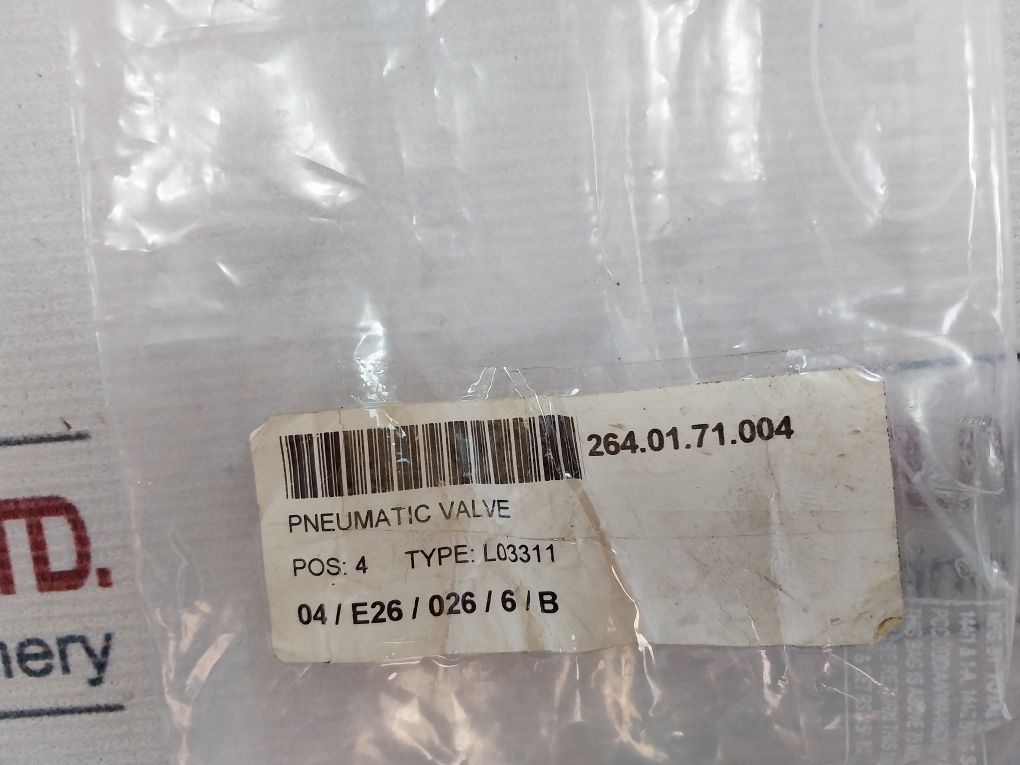 264.01.71.004
PNEUMATIC VALVE
POS: 4 TYPE: L03311
04 / E26 / 026 / 6 / B
TD.
nery